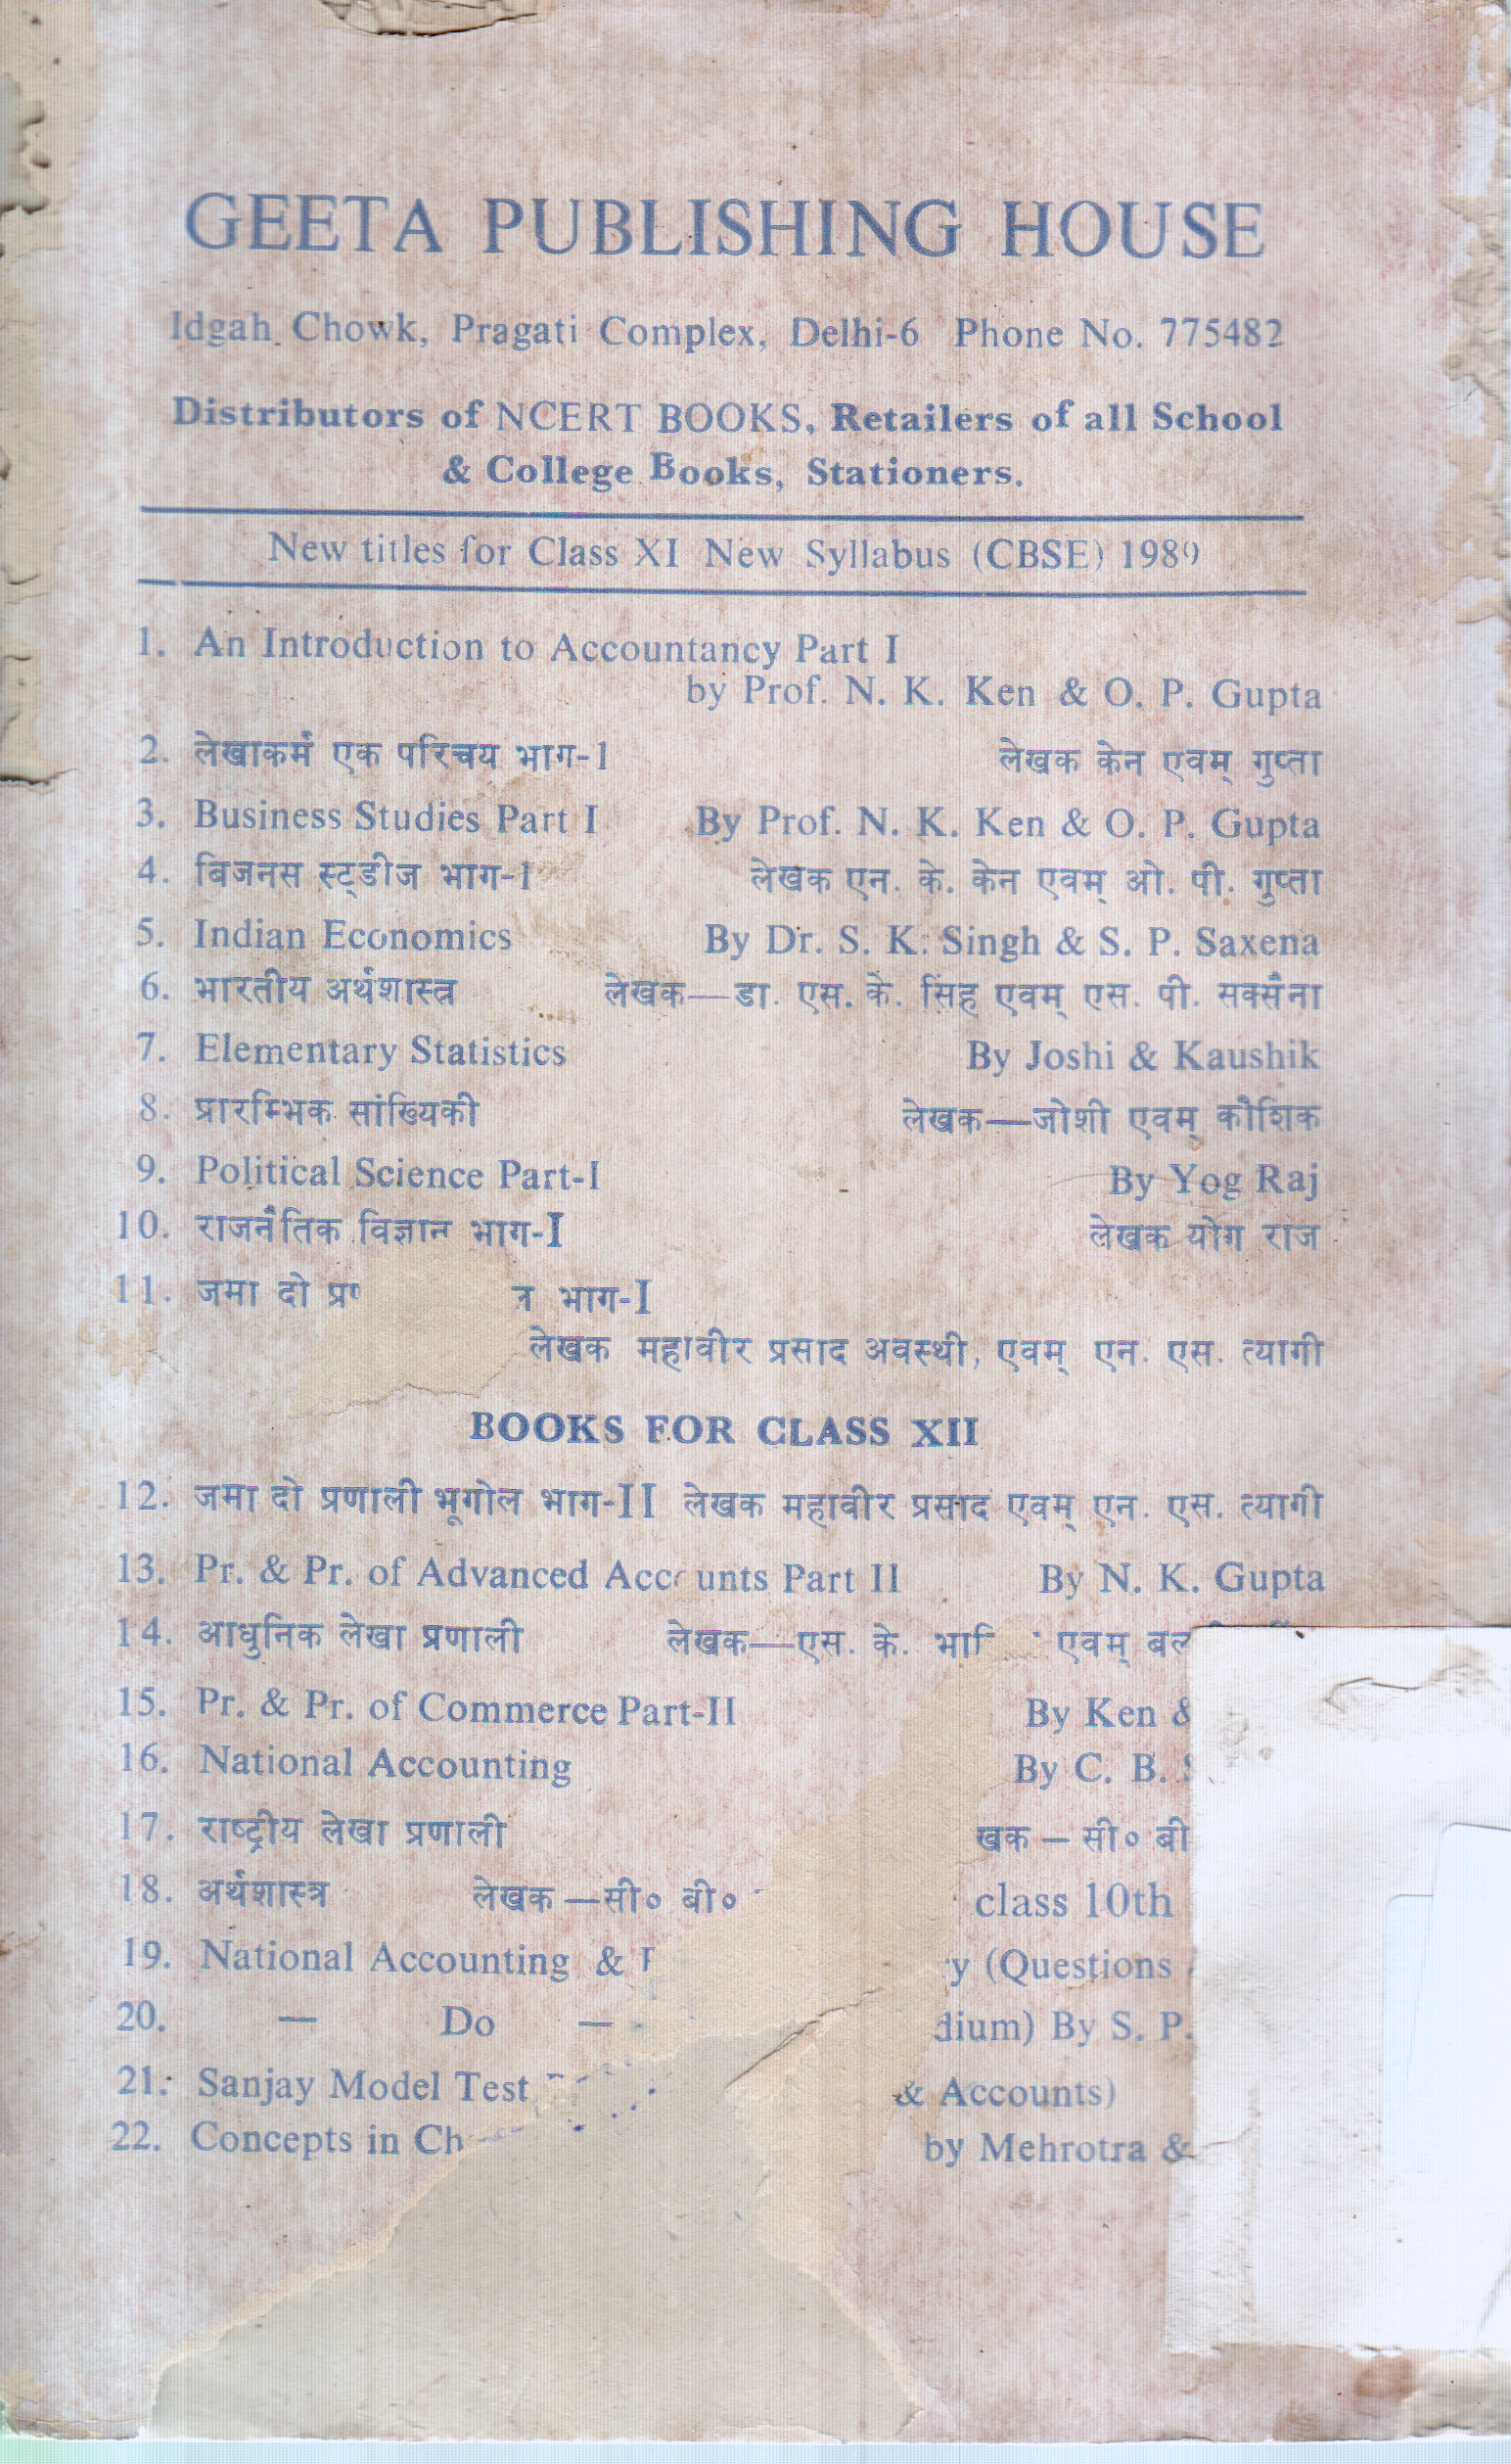 GEETA PUBLISHING HOUSE
Idgah Chowk, Pragati Complex, Delhi-6 Phone No. 775482
Distributors of NCERT BOOKS, Retailers of all School
& College Books, Stationers.
New titles for Class XI New Syllabus (CBSE) 1989
1. An Introduction to Accountancy Part I
by Prof. N. K. Ken & O. P. Gupta
2. लेखाकर्म एक परिचय भाग-1 लेखक केन एवम् गुप्ता
3. Business Studies Part I By Prof. N. K. Ken & O. P. Gupta
4. बिजनस स्ट्डीज भाग-1 लेखक एन. के. केन एवम् ओ. पी. गुप्ता
5. Indian Economics By Dr. S. K. Singh & S. P. Saxena
6. भारतीय अर्थशास्त्र लेखक—डा. एस. के. सिंह एवम् एस. पी. सक्सैना
7. Elementary Statistics By Joshi & Kaushik
8. प्रारम्भिक सांख्यिकी लेखक—जोशी एवम् कौशिक
9. Political Science Part-I By Yog Raj
10. राजनैतिक विज्ञान भाग-I लेखक योग राज
11. जमा दो भाग-I
लेखक महावीर प्रसाद अवस्थी, एवम् एन. एस. त्यागी
BOOKS FOR CLASS XII
12. जमा दो प्रणाली भूगोल भाग-II लेखक महावीर प्रसाद एवम् एन. एस. त्यागी
13. Pr. & Pr. of Advanced Accounts Part II By N. K. Gupta
14. आधुनिक लेखा प्रणाली लेखक—एस. के. एवम्
15. Pr. & Pr. of Commerce Part-II By Ken &
16. National Accounting By C. B.
17. राष्ट्रीय लेखा प्रणाली सी० बी
18. अर्थशास्त्र लेखक—सी० बी० class 10th
19. National Accounting & (Questions
20. — Do — By S. P.
21. Sanjay Model Test & Accounts)
22. Concepts in by Mehrotra &